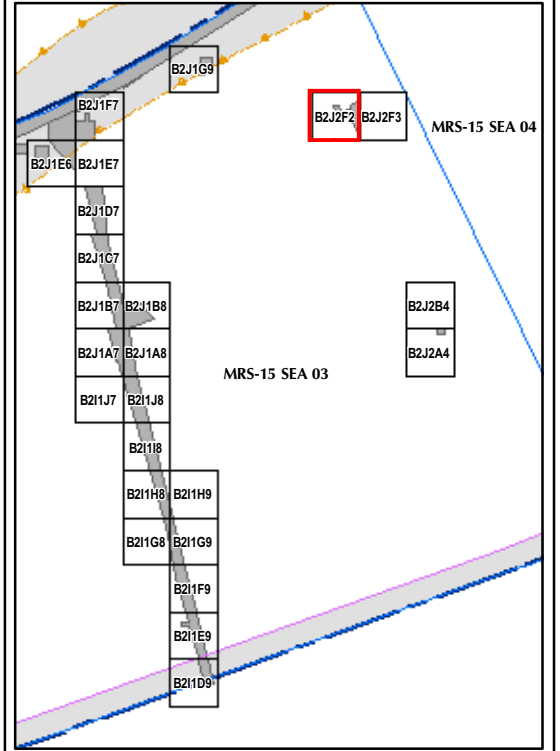 B2J1G9
B2J1F7
B2J2F2 B2J2F3
MRS-15 SEA 04
B2J1E6 B2J1E7
B2J1D7
B2J1C7
B2J1B7 B2J1B8
B2J2B4
B2J1A7 B2J1A8
B2J2A4
MRS-15 SEA 03
B2I1J7 B2I1J8
B2I1I8
B2I1H8 B2I1H9
B2I1G8 B2I1G9
B2I1F9
B2I1E9
B2I1D9